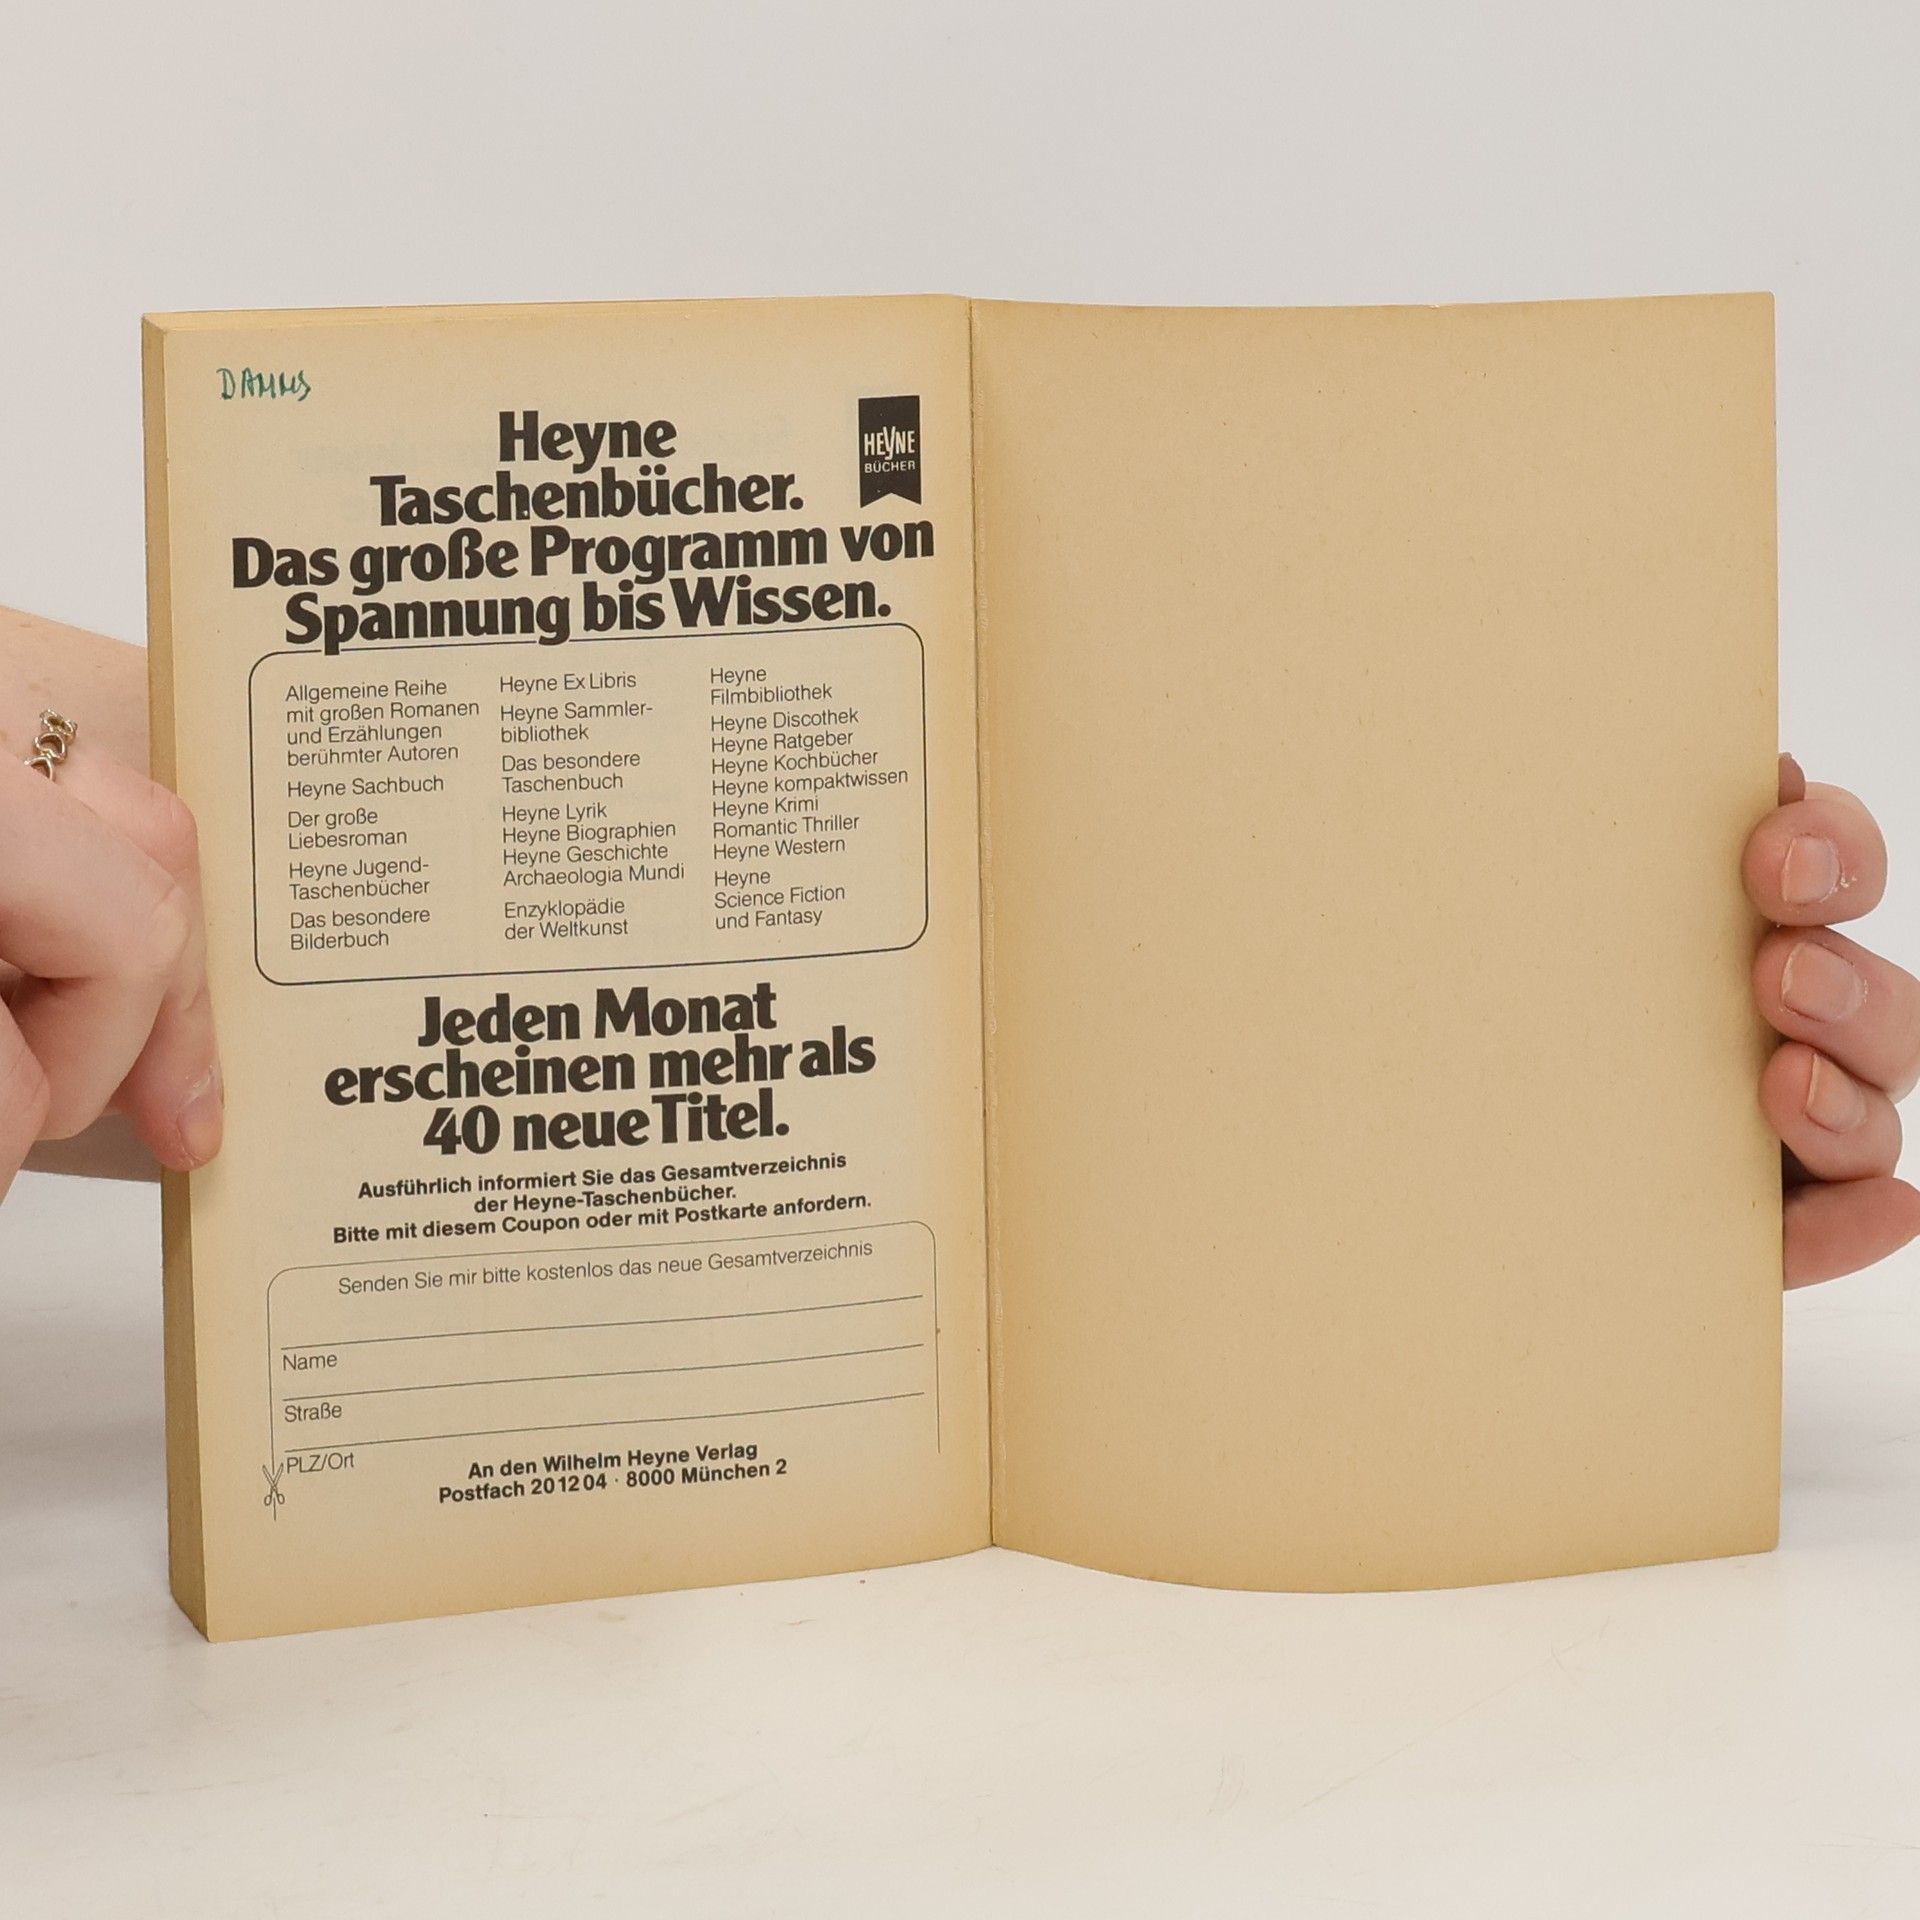 DAMMS
Heyne
Taschenbücher.
Das große Programm von
Spannung bis Wissen.
HEYNE
BÜCHER
Allgemeine Reihe
mit großen Romanen
und Erzählungen
berühmter Autoren
Heyne Sachbuch
Der große
Liebesroman
Heyne Jugend-
Taschenbücher
Das besondere
Bilderbuch
Heyne Ex Libris
Heyne Sammler-
bibliothek
Das besondere
Taschenbuch
Heyne Lyrik
Heyne Biographien
Heyne Geschichte
Archaeologia Mundi
Enzyklopädie
der Weltkunst
Heyne
Filmbibliothek
Heyne Discothek
Heyne Ratgeber
Heyne Kochbücher
Heyne kompaktwissen
Heyne Krimi
Romantic Thriller
Heyne Western
Heyne
Science Fiction
und Fantasy
Jeden Monat
erscheinen mehr als
40 neue Titel.
Ausführlich informiert Sie das Gesamtverzeichnis
der Heyne-Taschenbücher.
Bitte mit diesem Coupon oder mit Postkarte anfordern.
Senden Sie mir bitte kostenlos das neue Gesamtverzeichnis
Name
Straße
PLZ/Ort
An den Wilhelm Heyne Verlag
Postfach 20 12 04 · 8000 München 2